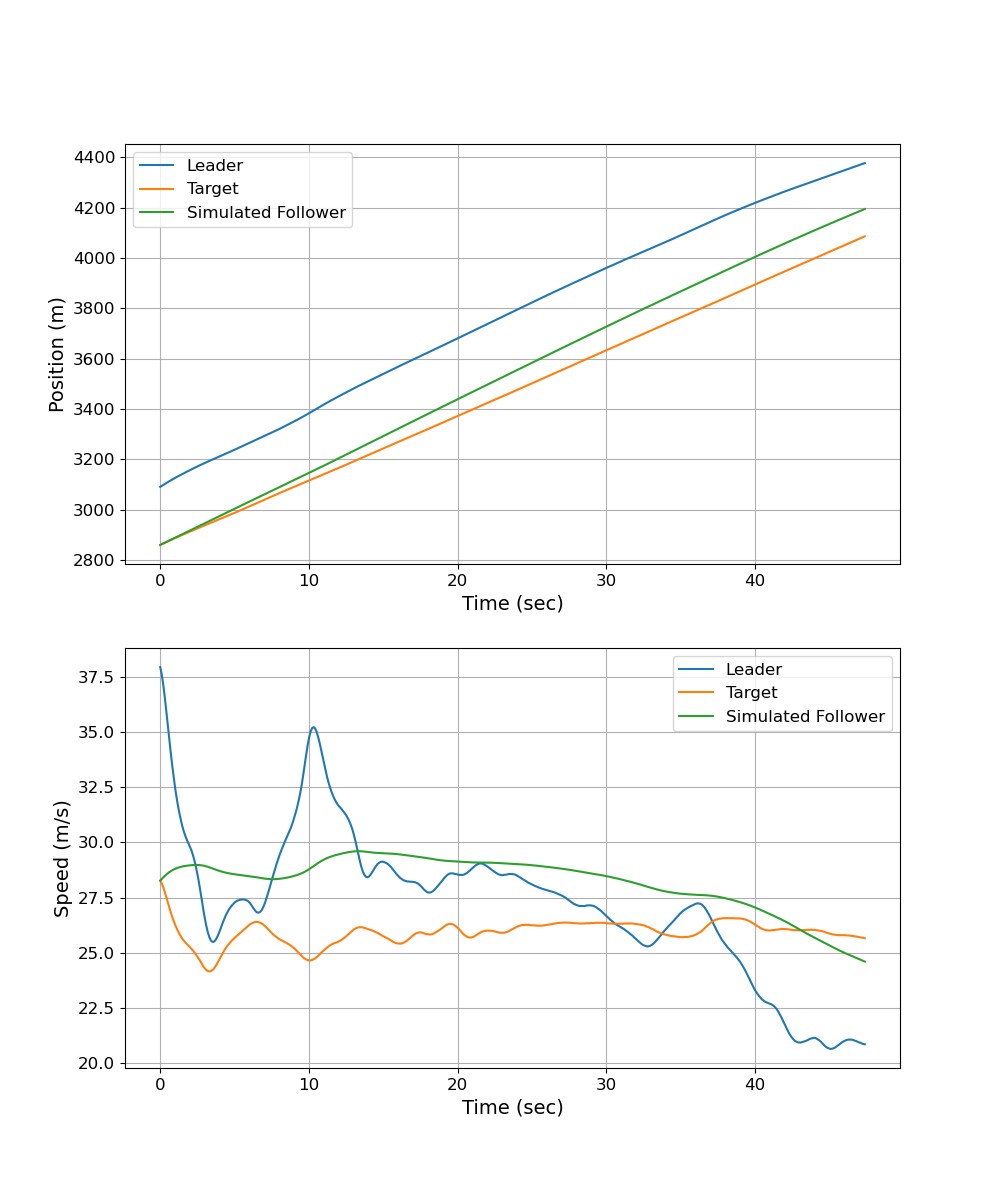 4400
4200
4000
3800
3600
3400
3200
3000
2800
Position (m)
Leader
Target
Simulated Follower
0 10 20 30 40
Time (sec)
37.5
35.0
32.5
30.0
27.5
25.0
22.5
20.0
Speed (m/s)
Leader
Target
Simulated Follower
0 10 20 30 40
Time (sec)